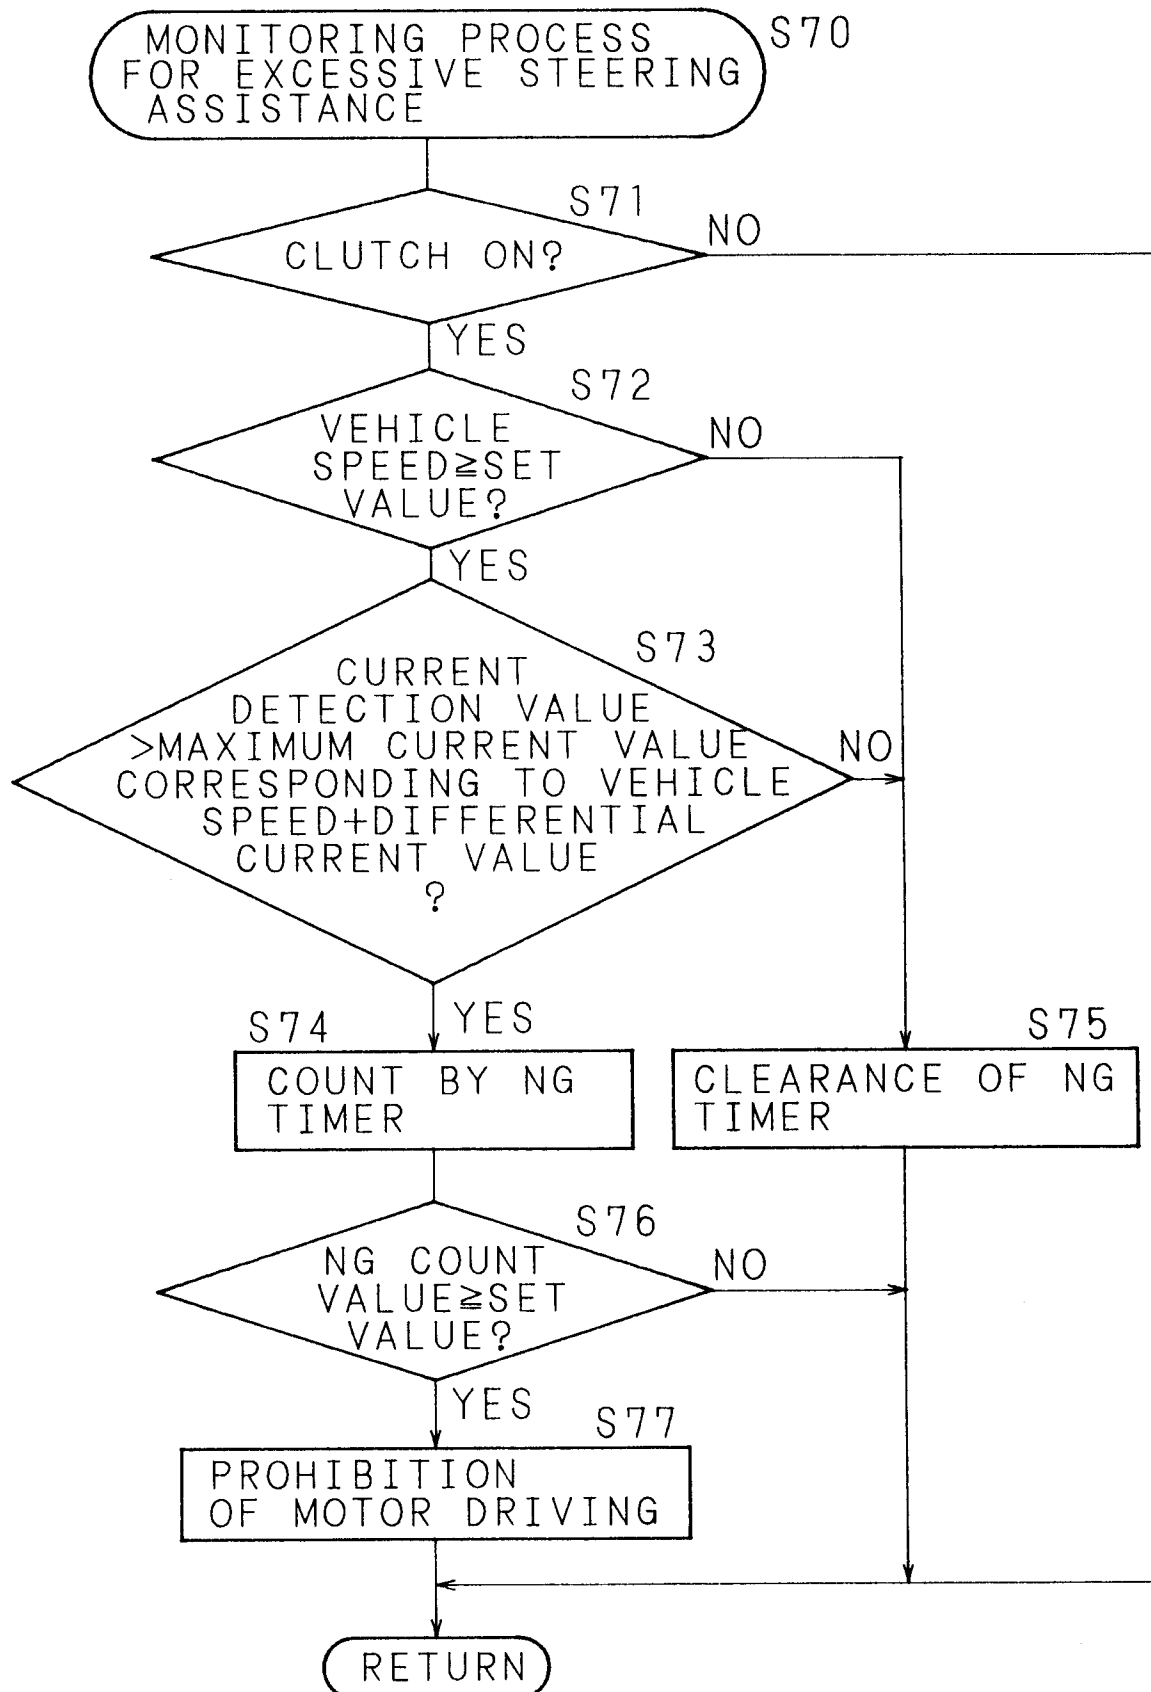 MONITORING PROCESS
FOR EXCESSIVE STEERING
ASSISTANCE
S70
S71
CLUTCH ON?
NO
YES
S72
VEHICLE
SPEED≧SET
VALUE?
NO
YES
S73
CURRENT
DETECTION VALUE
>MAXIMUM CURRENT VALUE
CORRESPONDING TO VEHICLE
SPEED+DIFFERENTIAL
CURRENT VALUE
?
NO
YES
S74
COUNT BY NG
TIMER
S75
CLEARANCE OF NG
TIMER
S76
NG COUNT
VALUE≧SET
VALUE?
NO
YES
S77
PROHIBITION
OF MOTOR DRIVING
RETURN